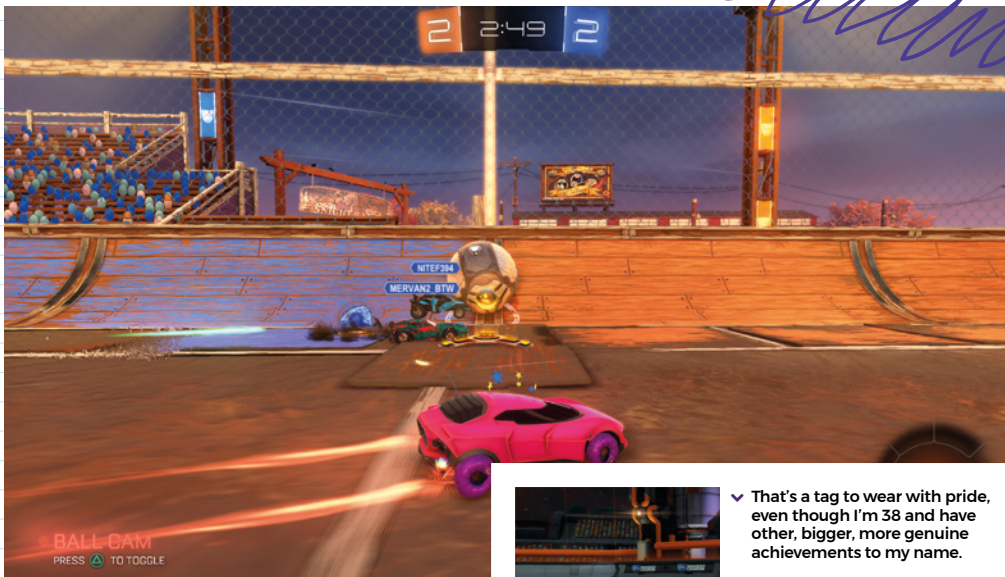 2 2:49 2
NITEF394
MERVAN2_BTW
BALL CAM
PRESS TO TOGGLE
That's a tag to wear with pride,
even though I'm 38 and have
other, bigger, more genuine
achievements to my name.